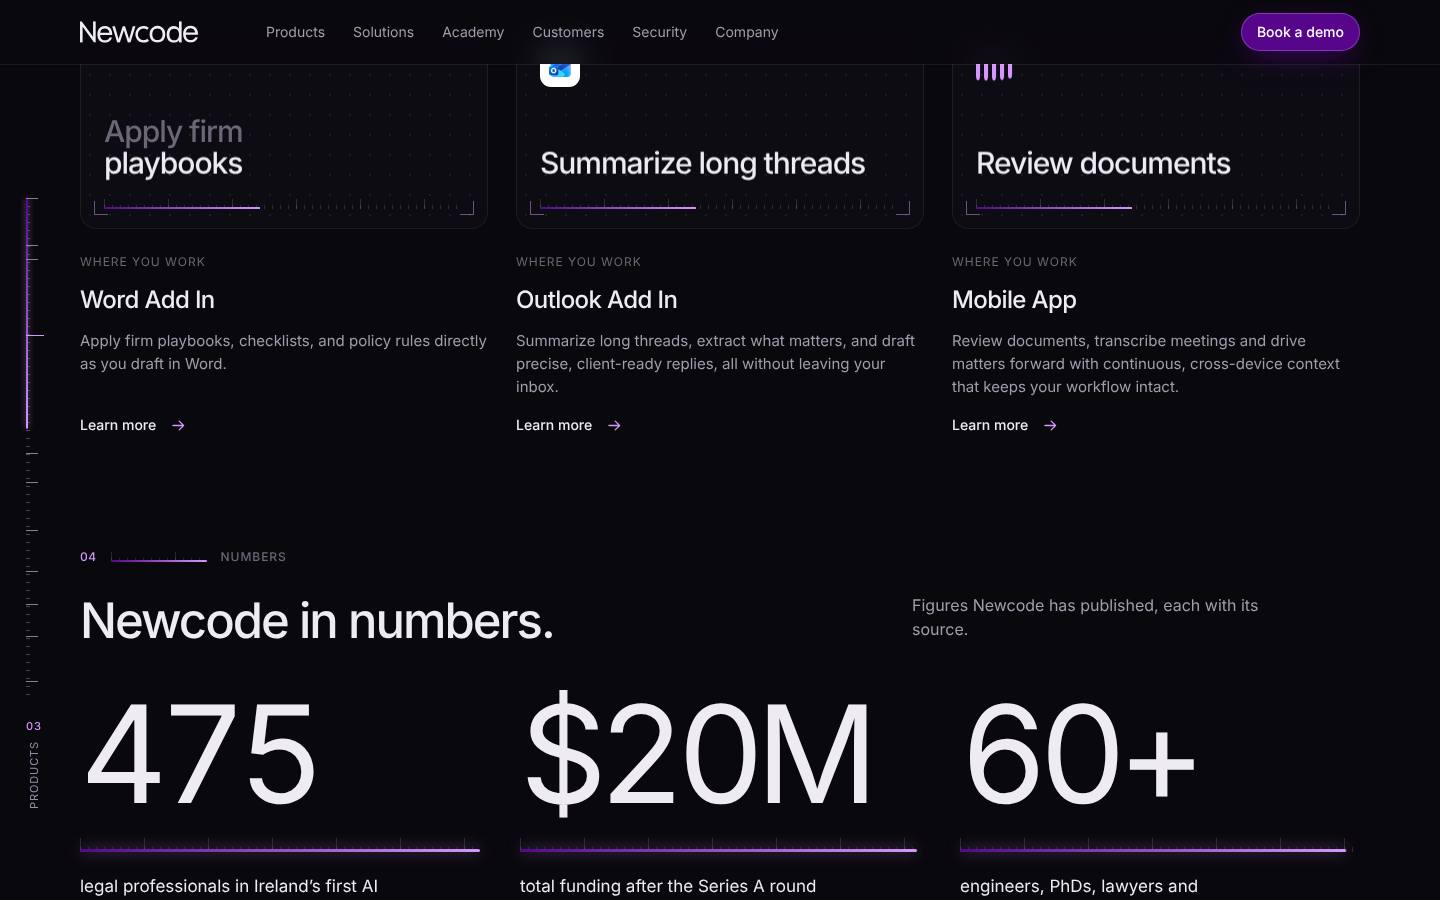 Newcode
Products
Solutions
Academy
Customers
Security
Company
Book a demo
Apply firm
playbooks
Summarize long threads
Review documents
WHERE YOU WORK
Word Add In
Apply firm playbooks, checklists, and policy rules directly
as you draft in Word.
Learn more
WHERE YOU WORK
Outlook Add In
Summarize long threads, extract what matters, and draft
precise, client-ready replies, all without leaving your
inbox.
Learn more
WHERE YOU WORK
Mobile App
Review documents, transcribe meetings and drive
matters forward with continuous, cross-device context
that keeps your workflow intact.
Learn more
03
PRODUCTS
04
NUMBERS
Newcode in numbers.
Figures Newcode has published, each with its
source.
475
legal professionals in Ireland’s first AI
$20M
total funding after the Series A round
60+
engineers, PhDs, lawyers and